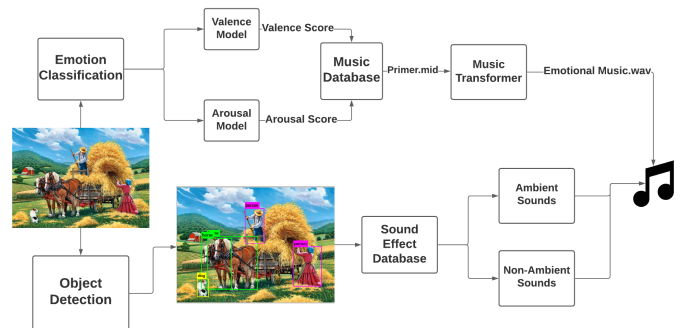 Emotion
Classification
Valence
Model
Valence Score
Arousal
Model
Arousal Score
Music
Database
Primer.mid
Music
Transformer
Emotional Music.wav
Object
Detection
dog
Sound
Effect
Database
Ambient
Sounds
Non-Ambient
Sounds